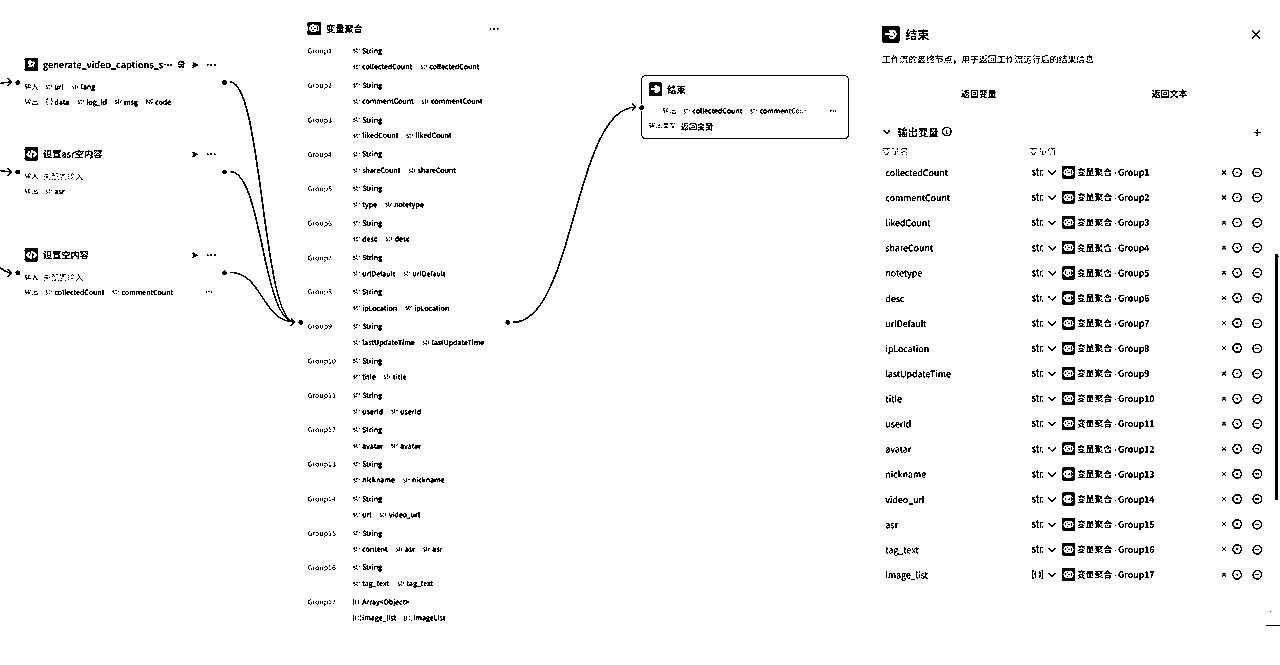 generate_video_captions_s...
输入 str. url str. lang
输出 [] data str. log_id str. msg № code
设置asr空内容
输入 未配置输入
输出 str. asr
设置空内容
输入 未配置输入
输出 str. collectedCount str. commentCount
变量聚合
Group1 str. String
str. collectedCount str. collectedCount
Group2 str. String
str. commentCount str. commentCount
Group3 str. String
str. likedCount str. likedCount
Group4 str. String
str. shareCount str. shareCount
Group5 str. String
str. type str. notetype
Group6 str. String
str. desc str. desc
Group7 str. String
str. urlDefault str. urlDefault
Group8 str. String
str. ipLocation str. ipLocation
Group9 str. String
str. lastUpdateTime str. lastUpdateTime
Group10 str. String
str. title str. title
Group11 str. String
str. userId str. userId
Group12 str. String
str. avatar str. avatar
Group13 str. String
str. nickname str. nickname
Group14 str. String
str. url str. video_url
Group15 str. String
str. content str. asr str. asr
Group16 str. String
str. tag_text str. tag_text
Group17 [] Array<Object>
[] image_list [] imageList
结束
输出 str. collectedCount str. commentCou...
输出类型 返回变量
结束
工作流的最终节点，用于返回工作流运行后的结果信息
返回变量 返回文本
输出变量
变量名 变量值
collectedCount str. 变量聚合 - Group1
commentCount str. 变量聚合 - Group2
likedCount str. 变量聚合 - Group3
shareCount str. 变量聚合 - Group4
notetype str. 变量聚合 - Group5
desc str. 变量聚合 - Group6
urlDefault str. 变量聚合 - Group7
ipLocation str. 变量聚合 - Group8
lastUpdateTime str. 变量聚合 - Group9
title str. 变量聚合 - Group10
userId str. 变量聚合 - Group11
avatar str. 变量聚合 - Group12
nickname str. 变量聚合 - Group13
video_url str. 变量聚合 - Group14
asr str. 变量聚合 - Group15
tag_text str. 变量聚合 - Group16
image_list [] 变量聚合 - Group17